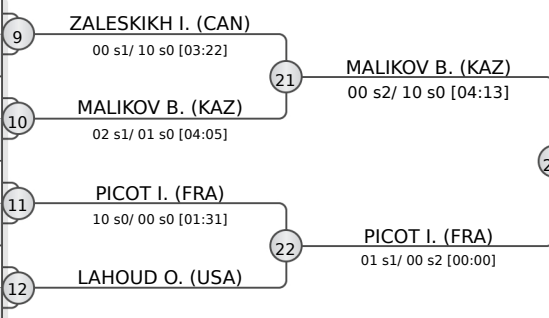 9
ZALESKIKH I. (CAN)
00 s1/ 10 s0 [03:22]
21
MALIKOV B. (KAZ)
00 s2/ 10 s0 [04:13]
10
MALIKOV B. (KAZ)
02 s1/ 01 s0 [04:05]
11
PICOT I. (FRA)
10 s0/ 00 s0 [01:31]
22
PICOT I. (FRA)
01 s1/ 00 s2 [00:00]
12
LAHOUD O. (USA)